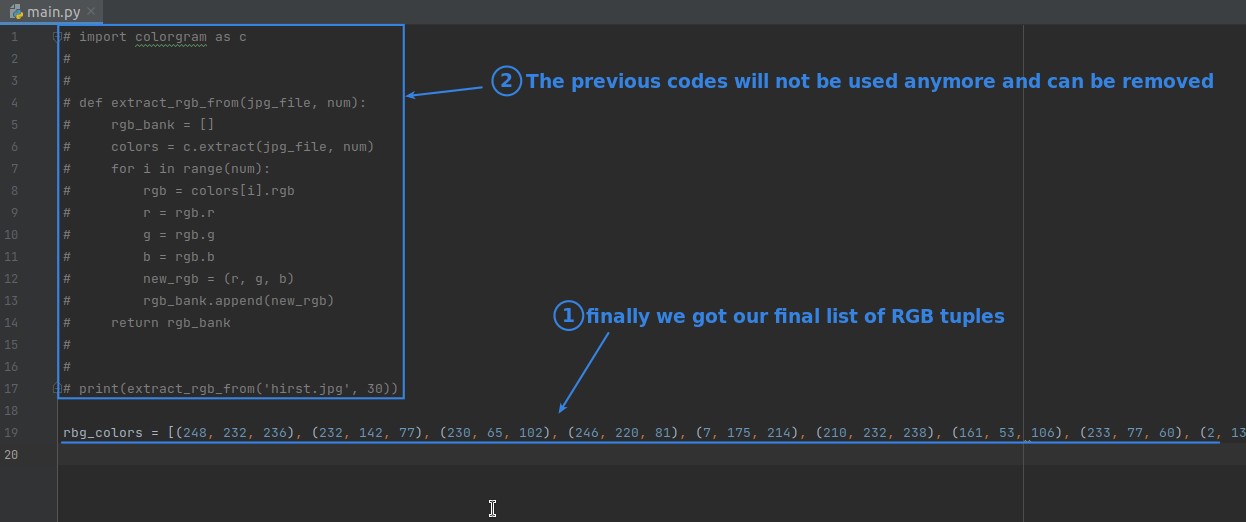 main.py
1 # import colorgram as c
2 #
3 #
4 # def extract_rgb_from(jpg_file, num):
5 #     rgb_bank = []
6 #     colors = c.extract(jpg_file, num)
7 #     for i in range(num):
8 #         rgb = colors[i].rgb
9 #         r = rgb.r
10 #         g = rgb.g
11 #         b = rgb.b
12 #         new_rgb = (r, g, b)
13 #         rgb_bank.append(new_rgb)
14 #     return rgb_bank
15 #
16 #
17 # print(extract_rgb_from('hirst.jpg', 30))
18
19 rbg_colors = [(248, 232, 236), (232, 142, 77), (230, 65, 102), (246, 220, 81), (7, 175, 214), (210, 232, 238), (161, 53, 106), (233, 77, 60), (2, 13
20
② The previous codes will not be used anymore and can be removed
① finally we got our final list of RGB tuples